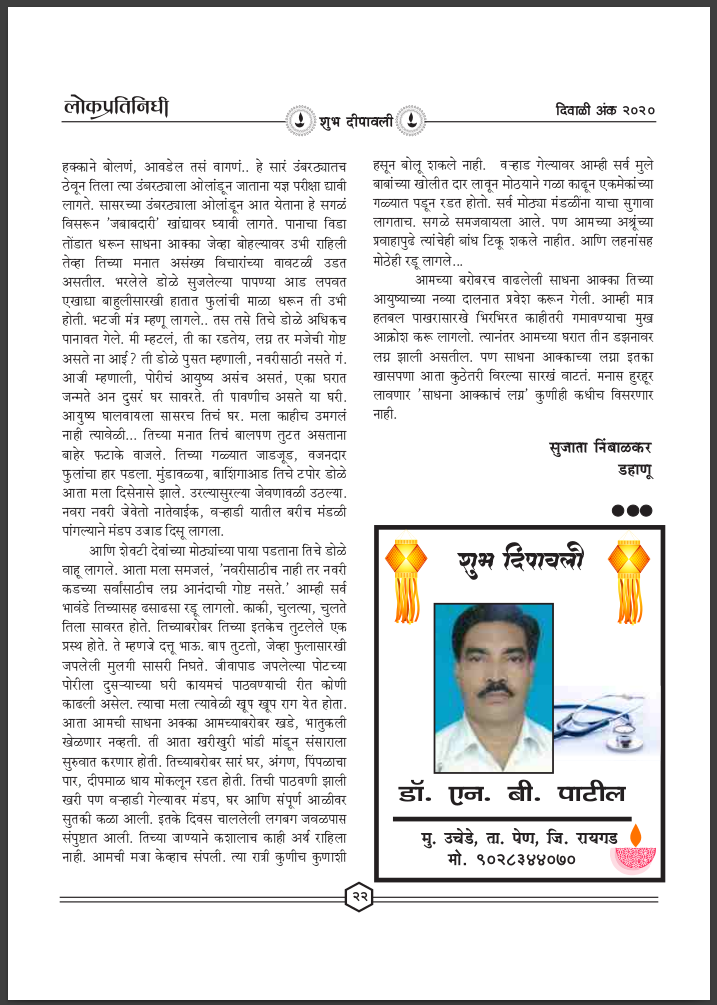 लोकप्रतिनिधी
शुभ दीपावली
दिवाळी अंक २०२०
हक्काने बोलणं, आवडेल तसं वागणं.. हे सारं उंबरठ्यातच
ठेवून तिला त्या उंबरठ्याला ओलांडून जाताना यज्ञ परीक्षा द्यावी
लागते. सासरच्या उंबरठ्याला ओलांडून आत येताना हे सगळं
विसरून 'जबाबदारी' खांद्यावर घ्यावी लागते. पानाचा विडा
तोंडात धरून साधना आक्का जेव्हा बोहल्यावर उभी राहिली
तेव्हा तिच्या मनात असंख्य विचारांच्या वावटळी उडत
असतील. भरलेले डोळे सुजलेल्या पापण्या आड लपवत
एखाद्या बाहुलीसारखी हातात फुलांची माळा धरून ती उभी
होती. भटजी मंत्र म्हणू लागले.. तस तसे तिचे डोळे अधिकच
पानावत गेले. मी म्हटलं, ती का रडतेय, लग्न तर मजेची गोष्ट
असते ना आई? ती डोळे पुसत म्हणाली, नवरीसाठी नसते गं.
आजी म्हणाली, पोरीचं आयुष्य असंच असतं, एका घरात
जन्मते अन दुसरं घर सावरते. ती पावणीच असते या घरी.
आयुष्य घालवायला सासरच तिचं घर. मला काहीच उमगलं
नाही त्यावेळी... तिच्या मनात तिचं बालपण तुटत असताना
बाहेर फटाके वाजले. तिच्या गळ्यात जाडजूड, वजनदार
फुलांचा हार पडला. मुंडावळ्या, बाशिंगाआड तिचे टपोर डोळे
आता मला दिसेनासे झाले. उरल्यासुरल्या जेवणावळी उठल्या.
नवरा नवरी जेवेतो नातेवाईक, वऱ्हाडी यातील बरीच मंडळी
पांगल्याने मंडप उजाड दिसू लागला.
आणि शेवटी देवांच्या मोठ्यांच्या पाया पडताना तिचे डोळे
वाहू लागले. आता मला समजलं, 'नवरीसाठीच नाही तर नवरी
कडच्या सर्वांसाठीच लग्न आनंदाची गोष्ट नसते.' आम्ही सर्व
भावंडे तिच्यासह ढसाढसा रडू लागलो. काकी, चुलत्या, चुलते
तिला सावरत होते. तिच्याबरोबर तिच्या इतकेच तुटलेले एक
प्रस्थ होते. ते म्हणजे दत्तू भाऊ. बाप तुटतो, जेव्हा फुलासारखी
जपलेली मुलगी सासरी निघते. जीवापाड जपलेल्या पोटच्या
पोरीला दुसऱ्याच्या घरी कायमचं पाठवण्याची रीत कोणी
काढली असेल. त्याचा मला त्यावेळी खूप खूप राग येत होता.
आता आमची साधना अक्का आमच्याबरोबर खडे, भातुकली
खेळणार नव्हती. ती आता खरीखुरी भांडी मांडून संसाराला
सुरुवात करणार होती. तिच्याबरोबर सारं घर, अंगण, पिंपळाचा
पार, दीपमाळ धाय मोकलून रडत होती. तिची पाठवणी झाली
खरी पण वऱ्हाडी गेल्यावर मंडप, घर आणि संपूर्ण आळीवर
सुतकी कळा आली. इतके दिवस चाललेली लगबग जवळपास
संपुष्टात आली. तिच्या जाण्याने कशालाच काही अर्थ राहिला
नाही. आमची मजा केव्हाच संपली. त्या रात्री कुणीच कुणाशी
हसून बोलू शकले नाही. वऱ्हाड गेल्यावर आम्ही सर्व मुले
बाबांच्या खोलीत दार लावून मोठयाने गळा काढून एकमेकांच्या
गळ्यात पडून रडत होतो. सर्व मोठ्या मंडळींना याचा सुगावा
लागताच. सगळे समजवायला आले. पण आमच्या अश्रूंच्या
प्रवाहापुढे त्यांचेही बांध टिकू शकले नाहीत. आणि लहनांसह
मोठेही रडू लागले...
आमच्या बरोबरच वाढलेली साधना आक्का तिच्या
आयुष्याच्या नव्या दालनात प्रवेश करून गेली. आम्ही मात्र
हतबल पाखरासारखे भिरभिरत काहीतरी गमावण्याचा मुख
आक्रोश करू लागलो. त्यानंतर आमच्या घरात तीन डझनावर
लग्न झाली असतील. पण साधना आक्काच्या लग्ना इतका
खासपणा आता कुठेतरी विरल्या सारखं वाटतं. मनास हुरहूर
लावणार 'साधना आक्काचं लग्न' कुणीही कधीच विसरणार
नाही.
सुजाता निंबाळकर
डहाणू
शुभ दिपावली
डॉ. एन. बी. पाटील
मु. उचेडे, ता. पेण, जि. रायगड
मो. ९०२८३४४०७०
२२